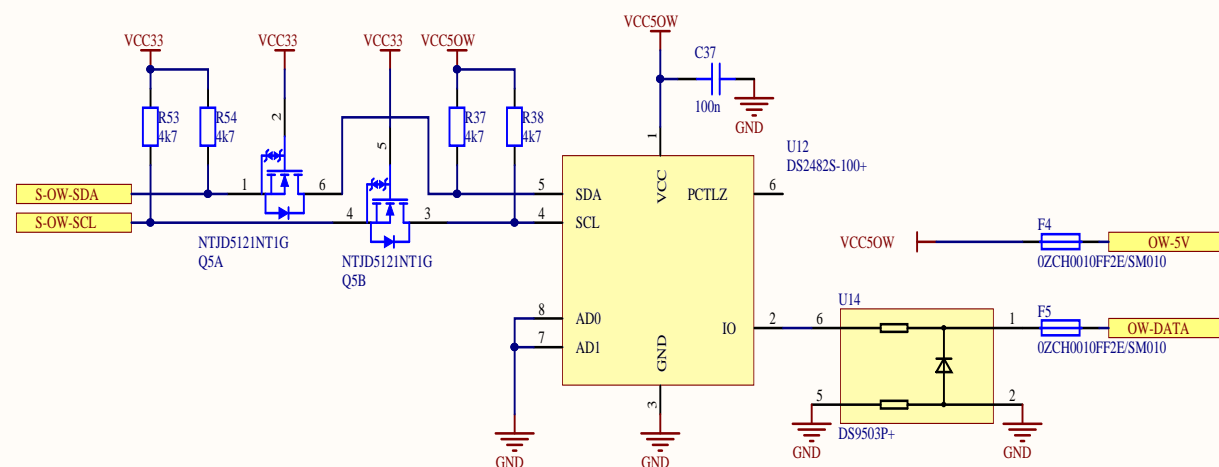 VCC5OW
VCC33
VCC33
VCC33
VCC5OW
C37
100n
GND
R53
4k7
R54
4k7
2
5
R37
4k7
R38
4k7
1
U12
DS2482S-100+
S-OW-SDA
1
6
5
SDA
VCC
PCTLZ
6
S-OW-SCL
4
3
4
SCL
NTJD5121NT1G
Q5A
NTJD5121NT1G
Q5B
VCC5OW
F4
OW-5V
0ZCH0010FF2E/SM010
U14
8
AD0
7
AD1
GND
IO
2
6
1
F5
OW-DATA
0ZCH0010FF2E/SM010
3
5
2
GND
GND
DS9503P+
GND
GND